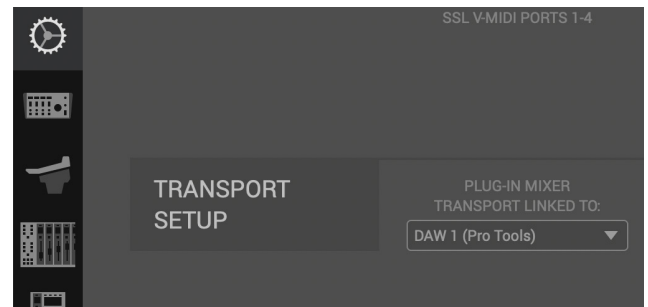 SSL V-MIDI PORTS 1-4
TRANSPORT
SETUP
PLUG-IN MIXER
TRANSPORT LINKED TO:
DAW 1 (Pro Tools)